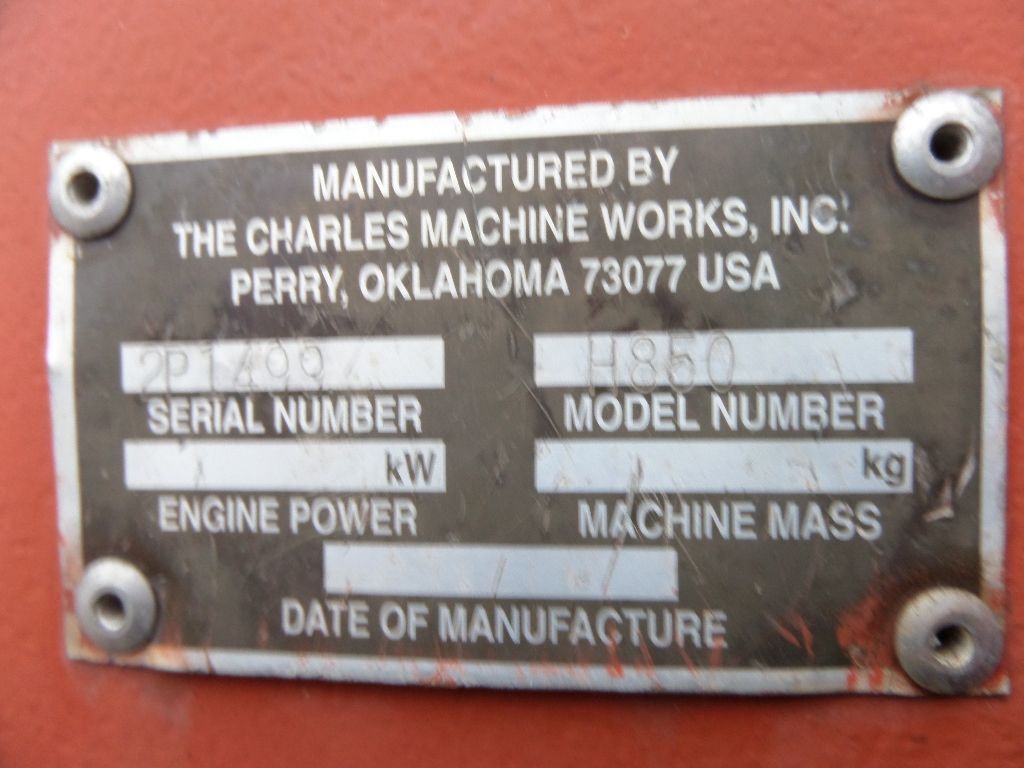 MANUFACTURED BY
THE CHARLES MACHINE WORKS, INC.
PERRY, OKLAHOMA 73077 USA
2P1499 H850
SERIAL NUMBER MODEL NUMBER
kW kg
ENGINE POWER MACHINE MASS
DATE OF MANUFACTURE